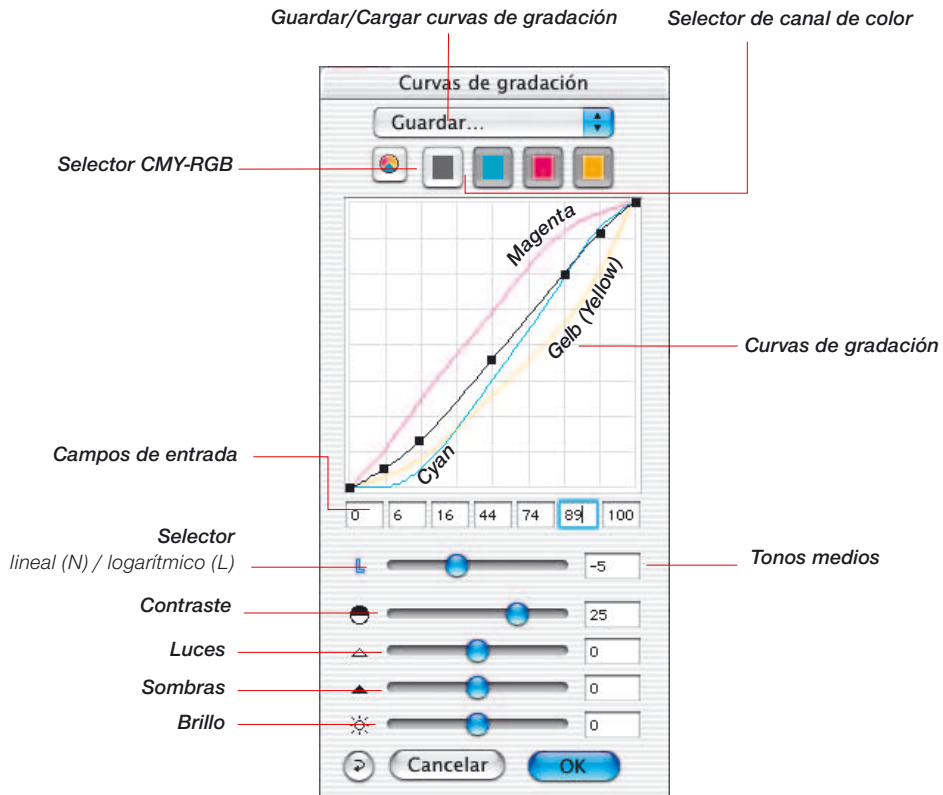 Guardar/Cargar curvas de gradación
Selector de canal de color
Curvas de gradación
Guardar...
Selector CMY-RGB
Magenta
Gelb (Yellow)
Curvas de gradación
Cyan
Campos de entrada
0 6 16 44 74 89 100
Selector
lineal (N) / logarítmico (L)
L
-5
Tonos medios
Contraste
25
Luces
0
Sombras
0
Brillo
0
Cancelar
OK